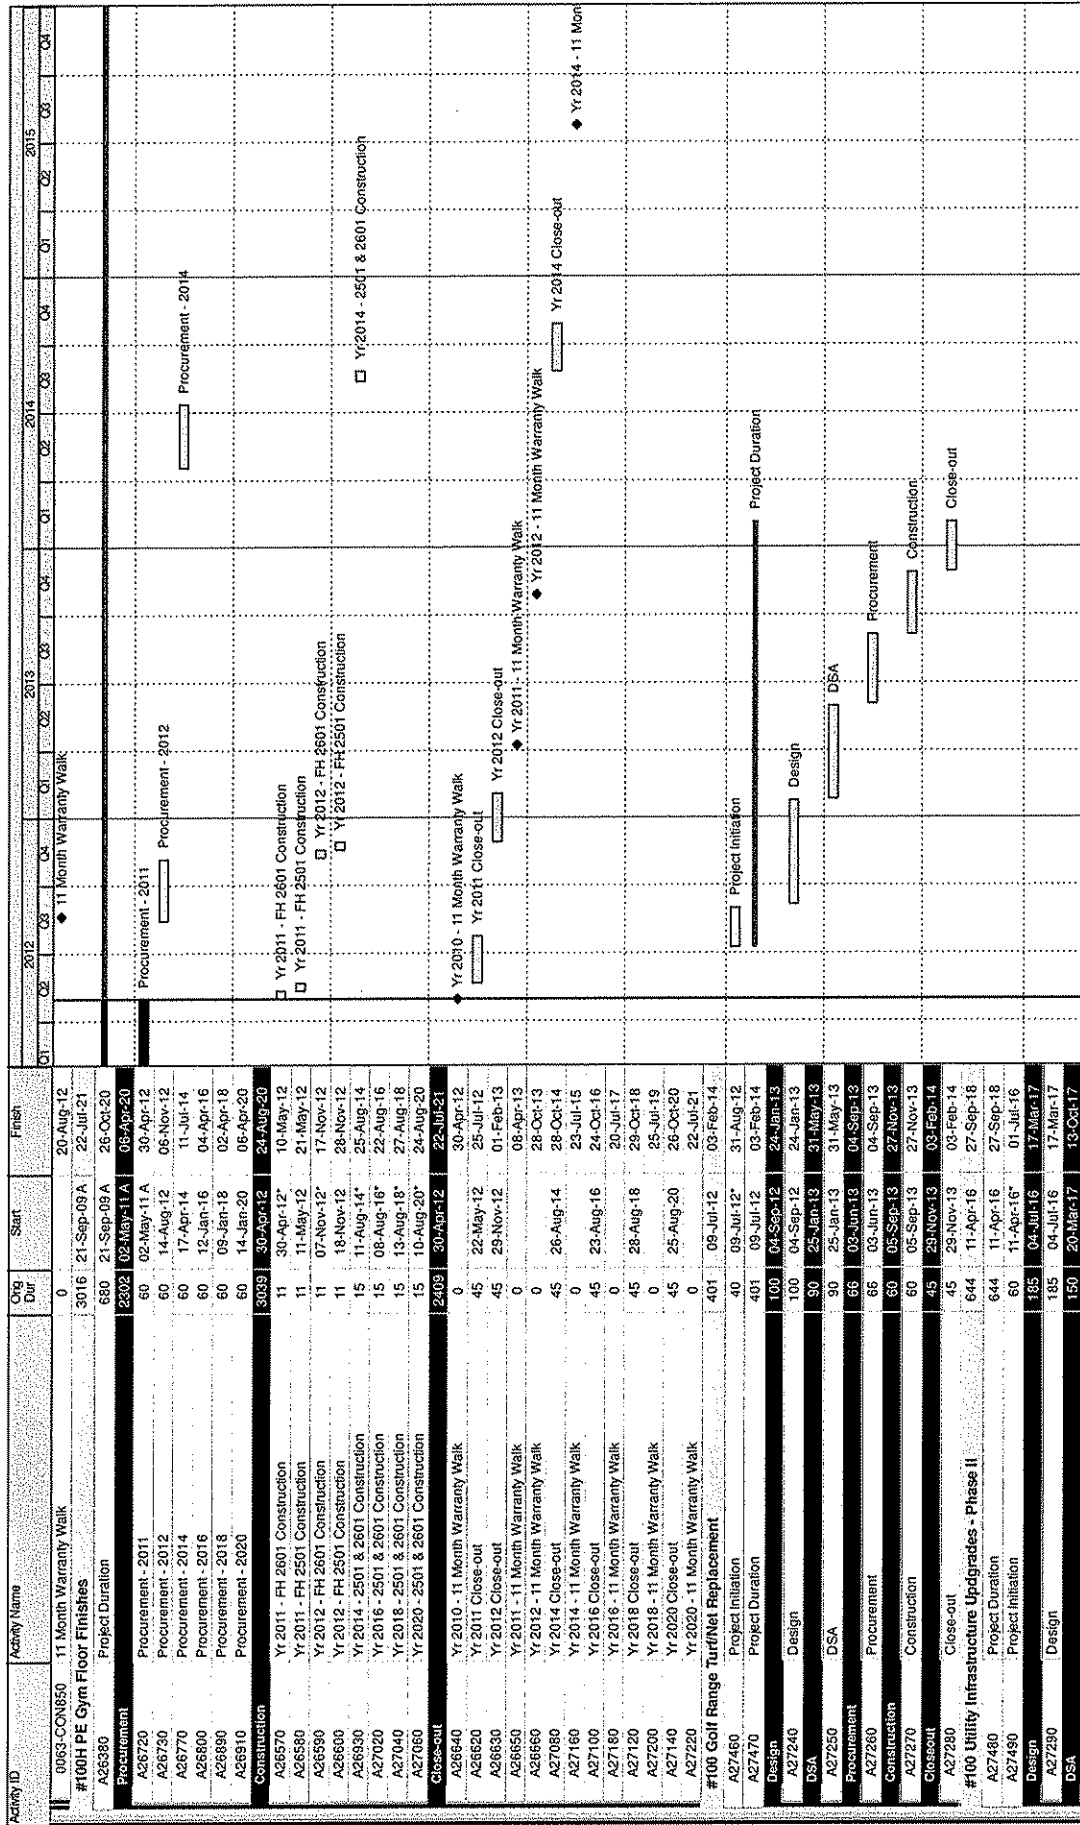 Activity ID Activity Name Orig Dur Start Finish
2012 2013 2014 2015
Q1 Q2 Q3 Q4 Q1 Q2 Q3 Q4 Q1 Q2 Q3 Q4 Q1 Q2 Q3 Q4
0063-CON850 11 Month Warranty Walk 0 20-Aug-12 11 Month Warranty Walk
#100H PE Gym Floor Finishes 3016 21-Sep-09 A 22-Jul-21
A26380 Project Duration 680 21-Sep-09 A 26-Oct-20
Procurement 2302 02-May-11 A 06-Apr-20
A26720 Procurement - 2011 60 02-May-11 A 30-Apr-12 Procurement - 2011
A26730 Procurement - 2012 60 14-Aug-12 06-Nov-12 Procurement - 2012
A26770 Procurement - 2014 60 17-Apr-14 11-Jul-14 Procurement - 2014
A26800 Procurement - 2016 60 12-Jan-16 04-Apr-16
A26890 Procurement - 2018 60 09-Jan-18 02-Apr-18
A26910 Procurement - 2020 60 14-Jan-20 06-Apr-20
Construction 3039 30-Apr-12 24-Aug-20
A26570 Yr 2011 - FH 2601 Construction 11 30-Apr-12* 10-May-12 Yr 2011 - FH 2601 Construction
A26580 Yr 2011 - FH 2501 Construction 11 11-May-12 21-May-12 Yr 2011 - FH 2501 Construction
A26590 Yr 2012 - FH 2601 Construction 11 07-Nov-12* 17-Nov-12 Yr 2012 - FH 2601 Construction
A26600 Yr 2012 - FH 2501 Construction 11 18-Nov-12 28-Nov-12 Yr 2012 - FH 2501 Construction
A26930 Yr 2014 - 2501 & 2601 Construction 15 11-Aug-14* 25-Aug-14 Yr 2014 - 2501 & 2601 Construction
A27020 Yr 2016 - 2501 & 2601 Construction 15 08-Aug-16* 22-Aug-16
A27040 Yr 2018 - 2501 & 2601 Construction 15 13-Aug-18* 27-Aug-18
A27060 Yr 2020 - 2501 & 2601 Construction 15 10-Aug-20* 24-Aug-20
Close-out 2409 30-Apr-12 22-Jul-21
A26640 Yr 2010 - 11 Month Warranty Walk 0 30-Apr-12 Yr 2010 - 11 Month Warranty Walk
A26620 Yr 2011 Close-out 45 22-May-12 25-Jul-12 Yr 2011 Close-out
A26630 Yr 2012 Close-out 45 29-Nov-12 01-Feb-13 Yr 2012 Close-out
A26650 Yr 2011 - 11 Month Warranty Walk 0 08-Apr-13 Yr 2011 - 11 Month Warranty Walk
A26660 Yr 2012 - 11 Month Warranty Walk 0 28-Oct-13 Yr 2012 - 11 Month Warranty Walk
A27080 Yr 2014 Close-out 45 26-Aug-14 28-Oct-14 Yr 2014 Close-out
A27160 Yr 2014 - 11 Month Warranty Walk 0 23-Jul-15 Yr 2014 - 11 Mon
A27100 Yr 2016 Close-out 45 23-Aug-16 24-Oct-16
A27180 Yr 2016 - 11 Month Warranty Walk 0 20-Jul-17
A27120 Yr 2018 Close-out 45 28-Aug-18 29-Oct-18
A27200 Yr 2018 - 11 Month Warranty Walk 0 25-Jul-19
A27140 Yr 2020 Close-out 45 25-Aug-20 26-Oct-20
A27220 Yr 2020 - 11 Month Warranty Walk 0 22-Jul-21
#100 Golf Range Turf/Net Replacement 401 09-Jul-12 03-Feb-14
A27460 Project Initiation 40 09-Jul-12* 31-Aug-12 Project Initiation
A27470 Project Duration 401 09-Jul-12 03-Feb-14 Project Duration
Design 100 04-Sep-12 24-Jan-13
A27240 Design 100 04-Sep-12 24-Jan-13 Design
DSA 90 25-Jan-13 31-May-13
A27250 DSA 90 25-Jan-13 31-May-13 DSA
Procurement 66 03-Jun-13 04-Sep-13
A27260 Procurement 66 03-Jun-13 04-Sep-13 Procurement
Construction 60 05-Sep-13 27-Nov-13
A27270 Construction 60 05-Sep-13 27-Nov-13 Construction
Closeout 45 29-Nov-13 03-Feb-14
A27280 Close-out 45 29-Nov-13 03-Feb-14 Close-out
#100 Utility Infrastructure Updgrades - Phase II 644 11-Apr-16 27-Sep-18
A27480 Project Duration 644 11-Apr-16 27-Sep-18
A27490 Project Initiation 60 11-Apr-16* 01-Jul-16
Design 185 04-Jul-16 17-Mar-17
A27290 Design 185 04-Jul-16 17-Mar-17
DSA 150 20-Mar-17 13-Oct-17